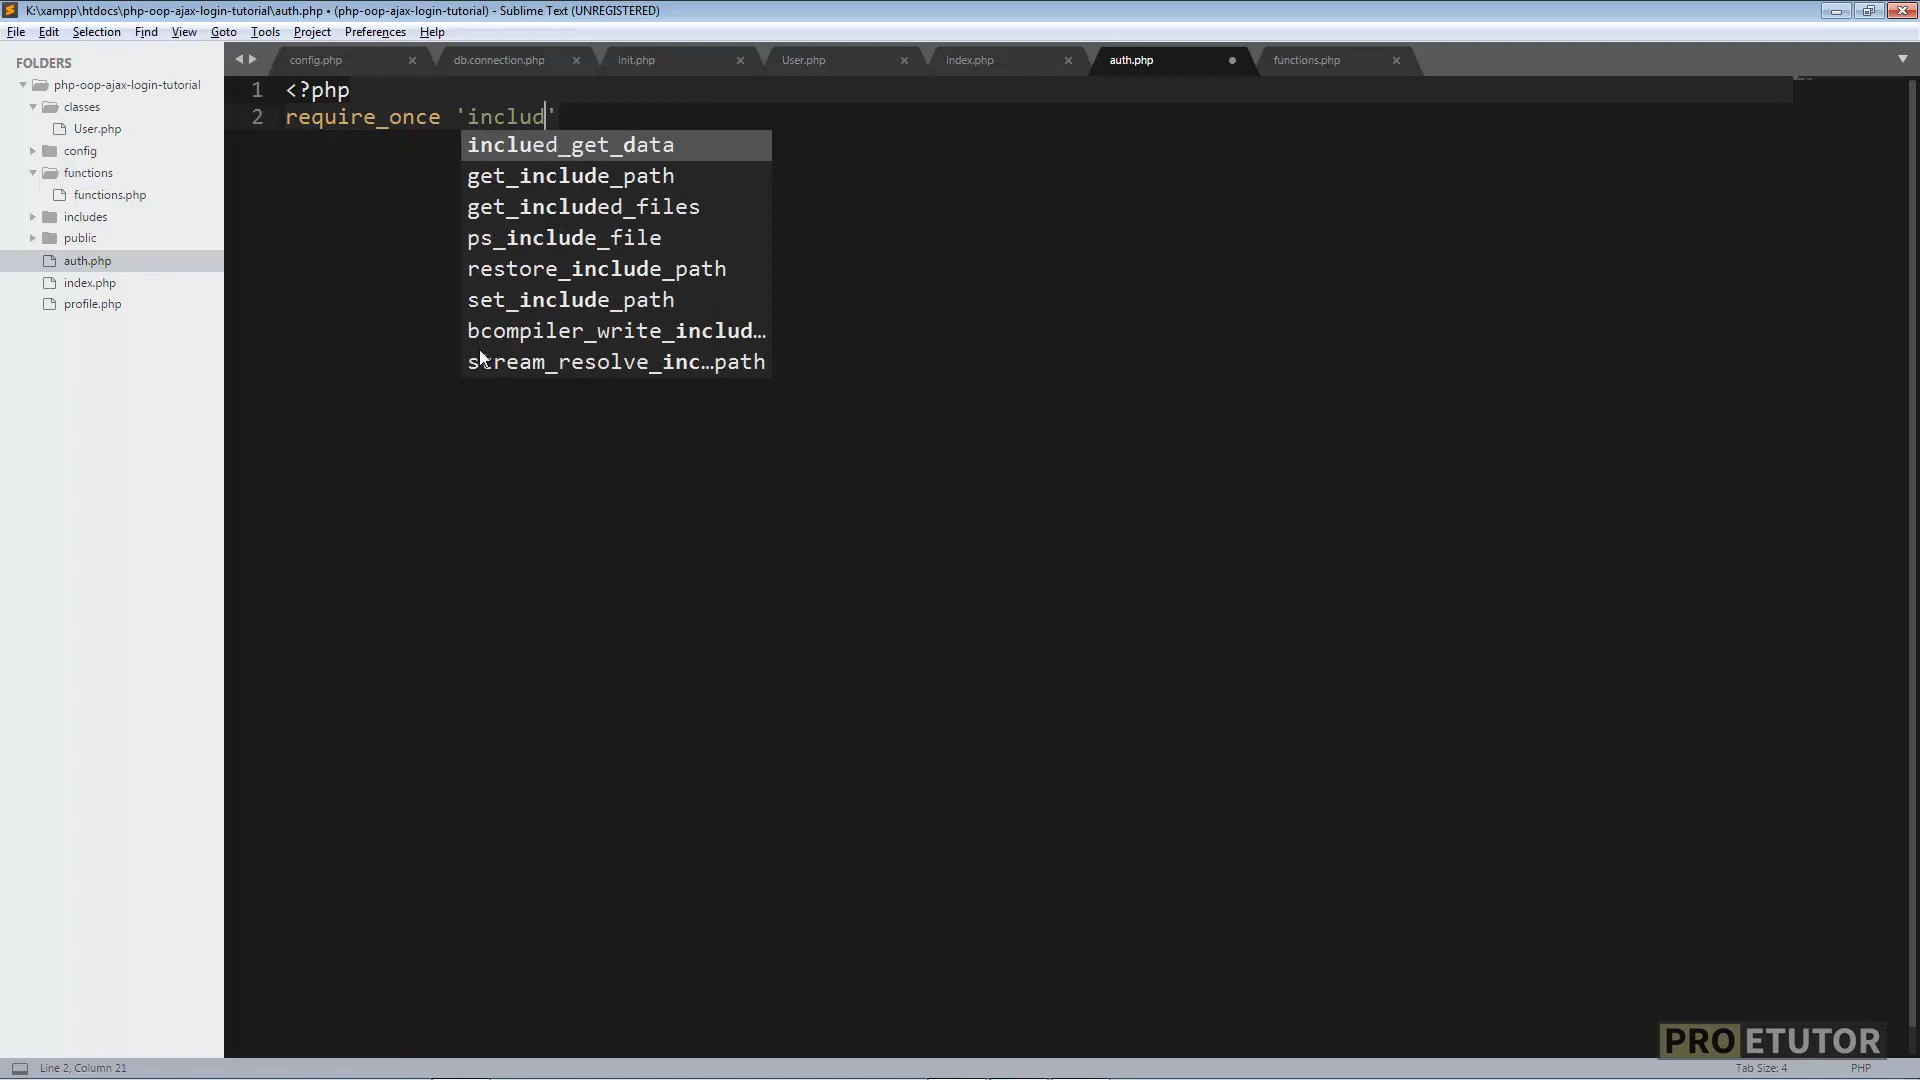 K:\xampp\htdocs\php-oop-ajax-login-tutorial\auth.php • (php-oop-ajax-login-tutorial) - Sublime Text (UNREGISTERED)
File Edit Selection Find View Goto Tools Project Preferences Help
FOLDERS
php-oop-ajax-login-tutorial
classes
User.php
config
functions
functions.php
includes
public
auth.php
index.php
profile.php
config.php db.connection.php init.php User.php index.php auth.php functions.php
1 <?php
2 require_once 'includ'
inclued_get_data
get_include_path
get_included_files
ps_include_file
restore_include_path
set_include_path
bcompiler_write_includ…
stream_resolve_inc…path
PROETUTOR
Line 2, Column 21
Tab Size: 4 PHP